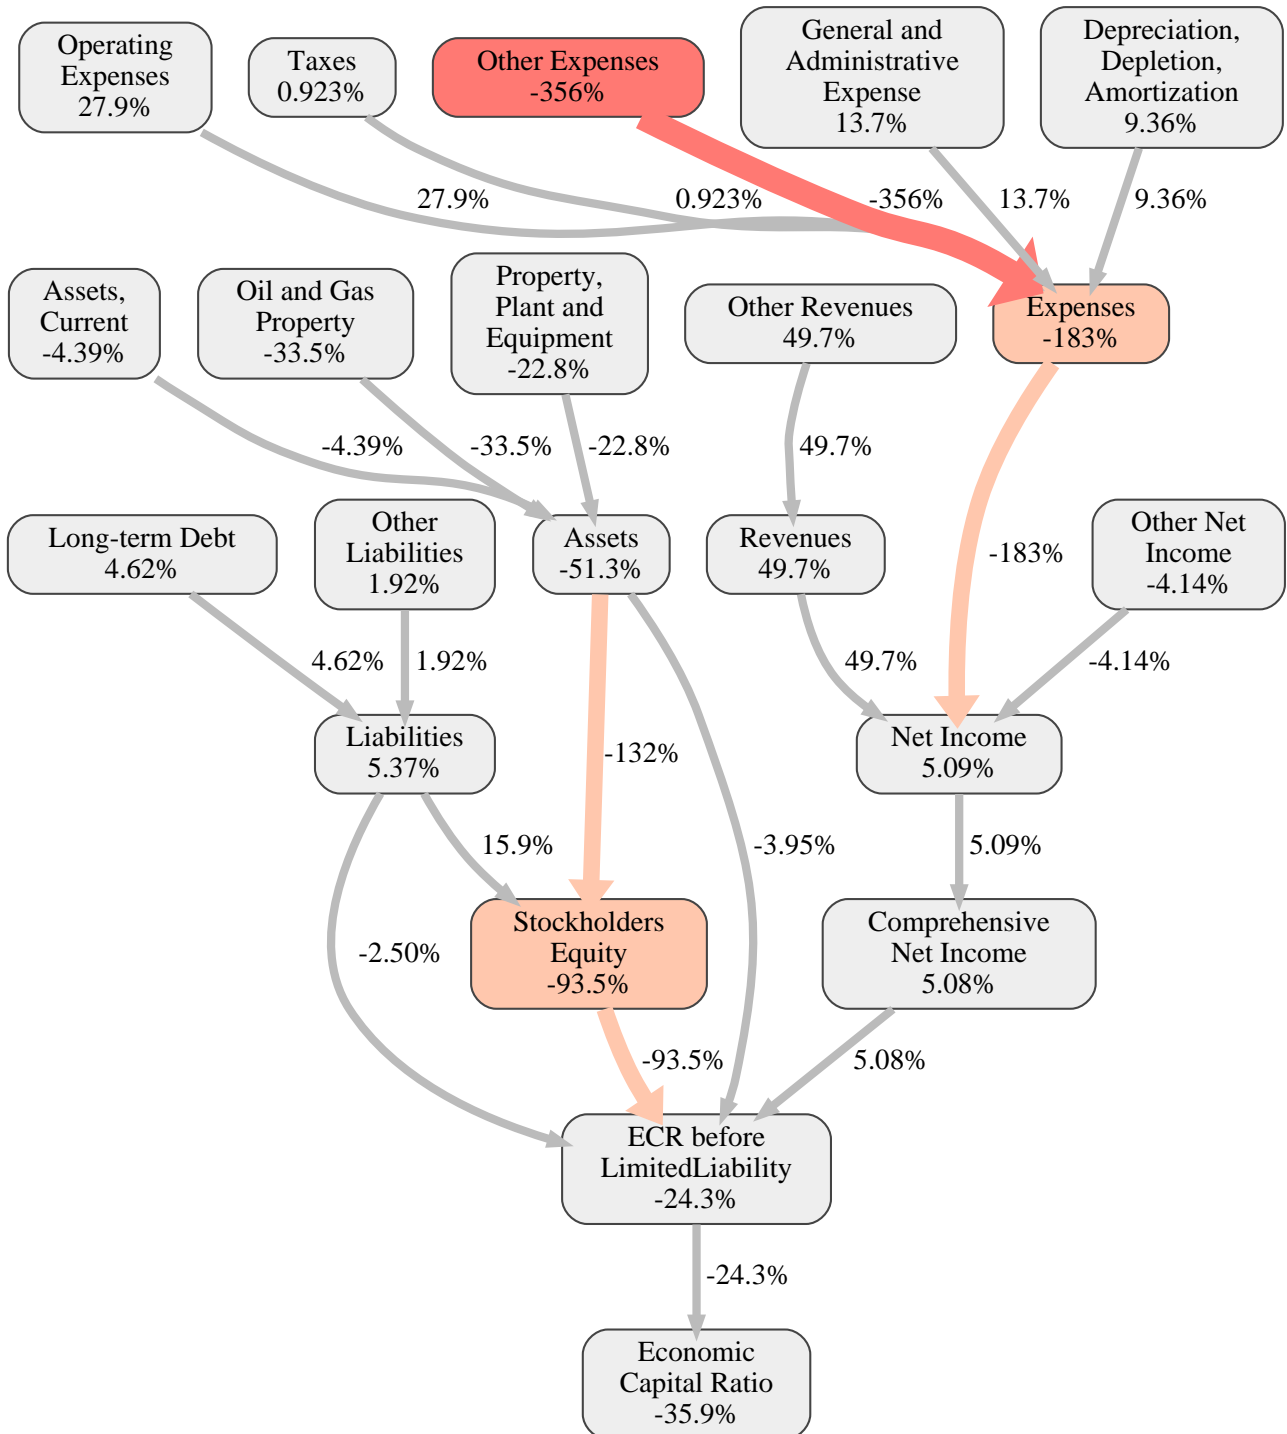 Operating
Expenses
27.9%
Taxes
0.923%
Other Expenses
-356%
General and
Administrative
Expense
13.7%
Depreciation,
Depletion,
Amortization
9.36%
27.9%
0.923%
-356%
13.7%
9.36%
Assets,
Current
-4.39%
Oil and Gas
Property
-33.5%
Property,
Plant and
Equipment
-22.8%
Other Revenues
49.7%
Expenses
-183%
-4.39%
-33.5%
-22.8%
49.7%
-183%
Long-term Debt
4.62%
Other
Liabilities
1.92%
Assets
-51.3%
Revenues
49.7%
Other Net
Income
-4.14%
4.62%
1.92%
-132%
-3.95%
49.7%
-4.14%
Liabilities
5.37%
Net Income
5.09%
-2.50%
15.9%
5.09%
Stockholders
Equity
-93.5%
Comprehensive
Net Income
5.08%
-93.5%
5.08%
ECR before
LimitedLiability
-24.3%
-24.3%
Economic
Capital Ratio
-35.9%